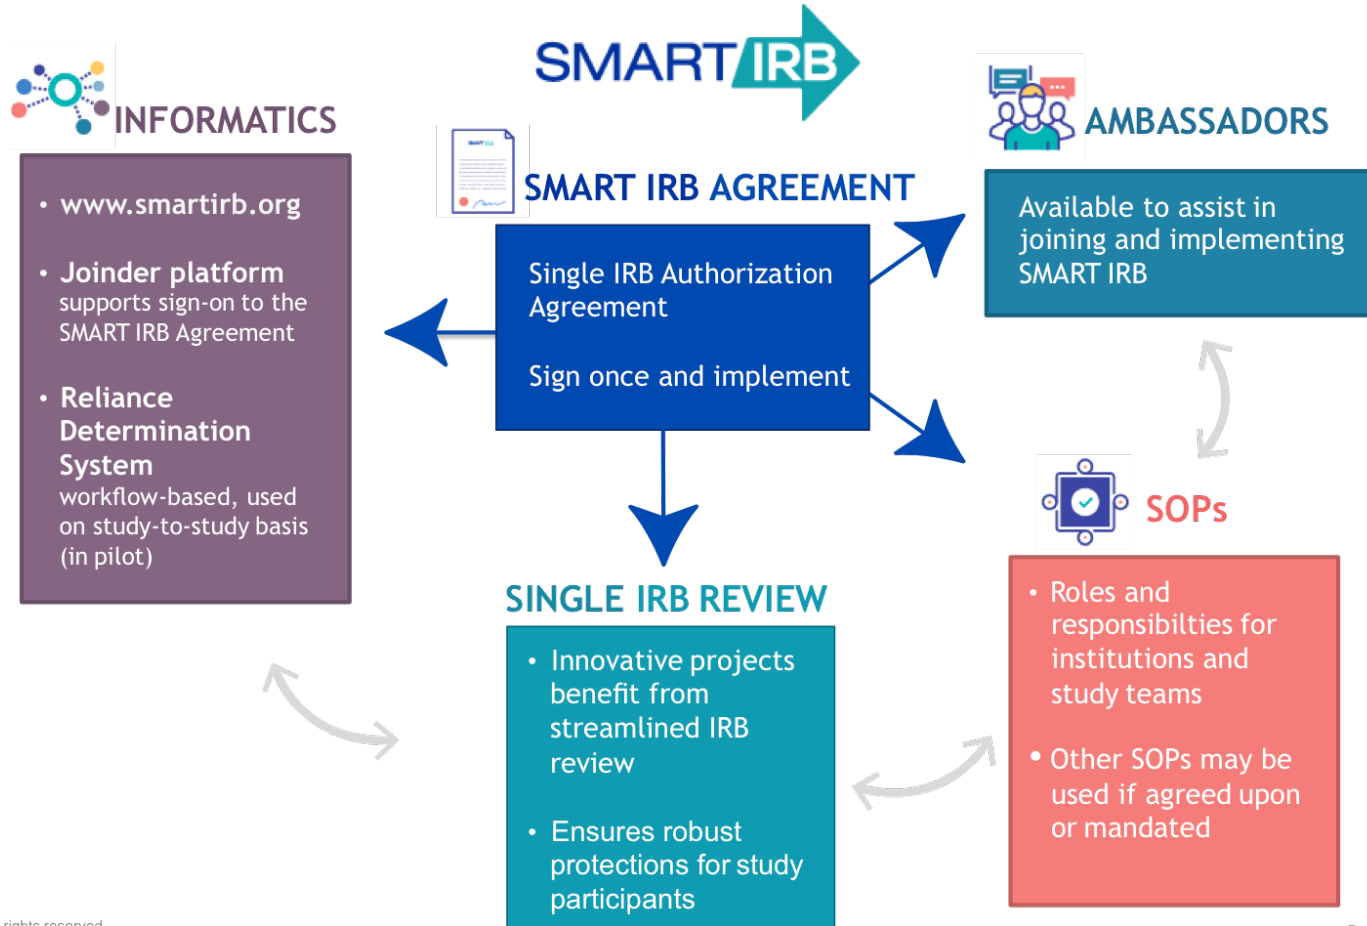 SMART IRB
INFORMATICS
• www.smartirb.org
• Joinder platform
supports sign-on to the
SMART IRB Agreement
• Reliance
Determination
System
workflow-based, used
on study-to-study basis
(in pilot)
SMART IRB AGREEMENT
Single IRB Authorization
Agreement
Sign once and implement
AMBASSADORS
Available to assist in
joining and implementing
SMART IRB
SINGLE IRB REVIEW
• Innovative projects
benefit from
streamlined IRB
review
• Ensures robust
protections for study
participants
SOPs
• Roles and
responsibilties for
institutions and
study teams
• Other SOPs may be
used if agreed upon
or mandated
rights reserved